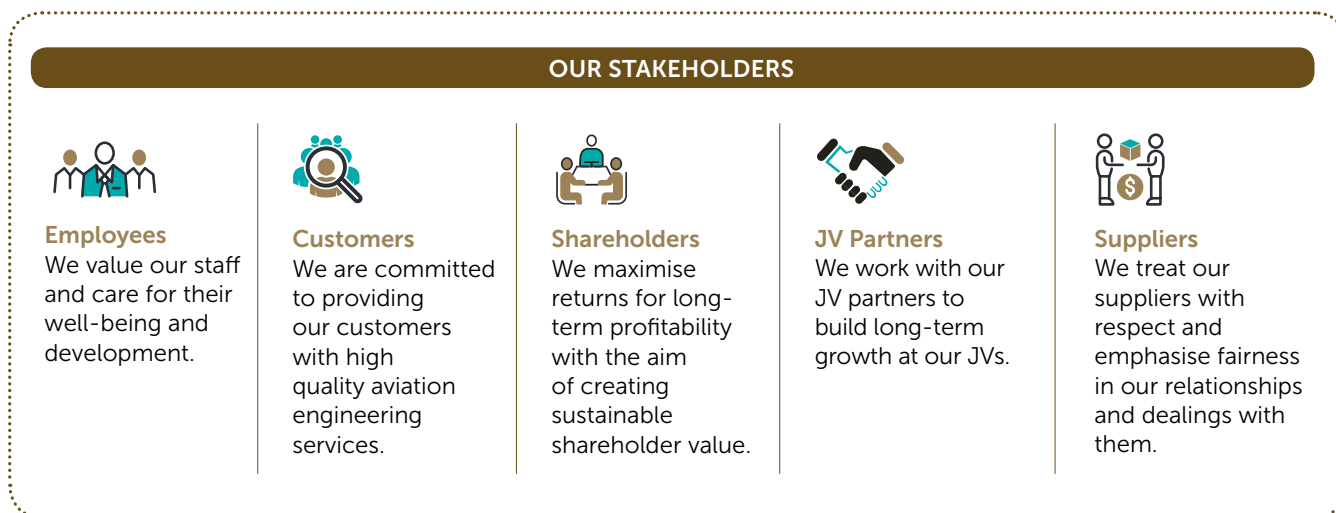 OUR STAKEHOLDERS
Employees
We value our staff
and care for their
well-being and
development.
Customers
We are committed
to providing
our customers
with high
quality aviation
engineering
services.
Shareholders
We maximise
returns for long-
term profitability
with the aim
of creating
sustainable
shareholder value.
JV Partners
We work with our
JV partners to
build long-term
growth at our JVs.
$
Suppliers
We treat our
suppliers with
respect and
emphasise fairness
in our relationships
and dealings with
them.